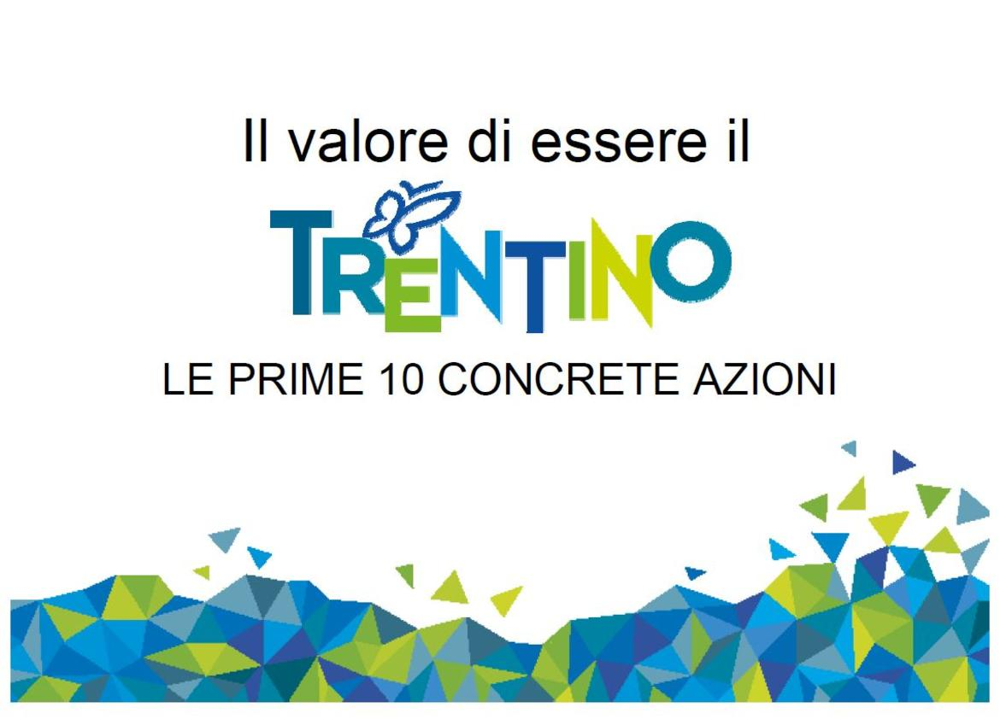 Il valore di essere il
TRENTINO
LE PRIME 10 CONCRETE AZIONI